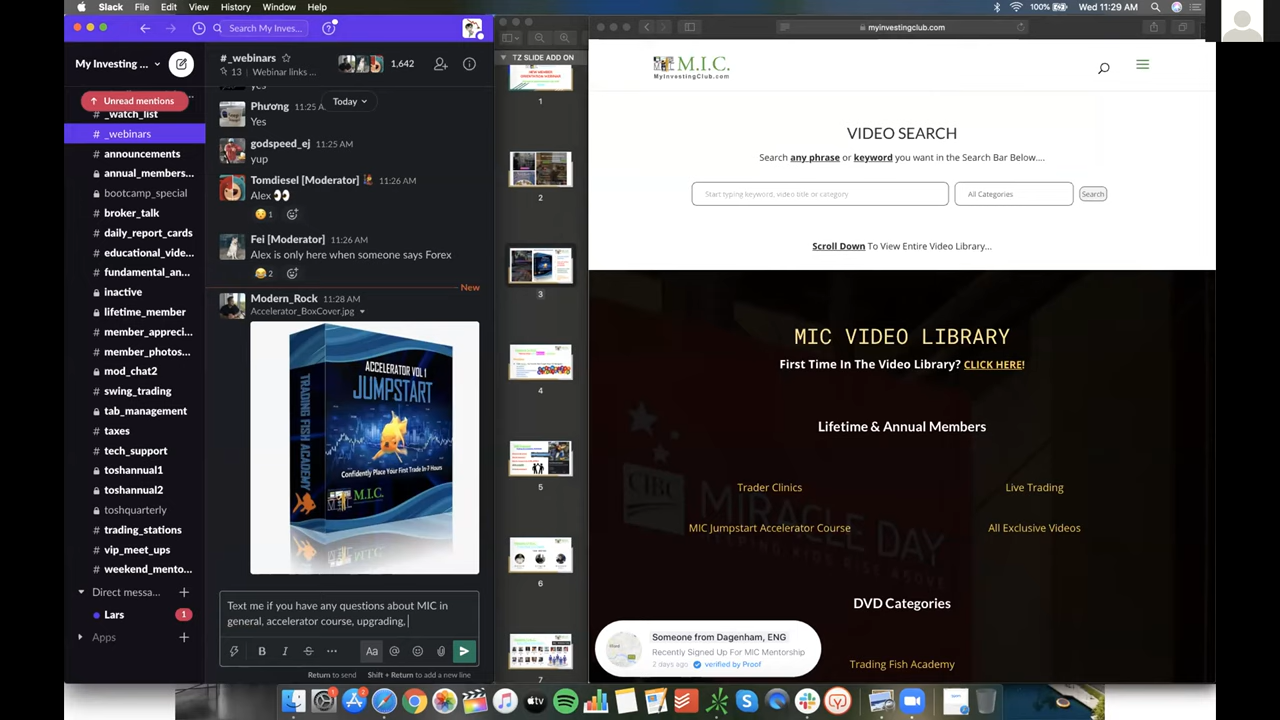 Slack File Edit View History Window Help
100% Wed 11:29 AM
Search My Investing ...
My Investing ...
Unread mentions
# _watch_list
# _webinars
# announcements
annual_members...
bootcamp_special
# broker_talk
# daily_report_cards
# educational_vide...
# fundamental_an...
inactive
lifetime_member
# member_appreci...
# member_photos...
mod_chat2
# swing_trading
# tab_management
# taxes
# tech_support
toshannual1
toshannual2
toshquarterly
# trading_stations
# vip_meet_ups
# weekend_mento...
Direct messa...
Lars 1
Apps
#_webinars
13 Webinar links ...
1,642
yes
Today
Phương 11:25 A
Yes
godspeed_ej 11:25 AM
yup
Tondiesel [Moderator] 11:26 AM
Alex
1
Fei [Moderator] 11:26 AM
Alex is only here when someone says Forex
2
New
Modern_Rock 11:28 AM
Accelerator_BoxCover.jpg
ACCELERATOR VOL1
JUMPSTART
TRADING FISH ACADEMY
Confidently Place Your First Trade In 7 Hours
M.I.C.
Text me if you have any questions about MIC in
general, accelerator course, upgrading,
Aa
Return to send Shift + Return to add a new line
TZ SLIDE ADD ON
1
2
3
4
5
6
7
myinvestingclub.com
M.I.C.
MyInvestingClub.com
VIDEO SEARCH
Search any phrase or keyword you want in the Search Bar Below....
Start typing keyword, video title or category
All Categories
Search
Scroll Down To View Entire Video Library...
MIC VIDEO LIBRARY
First Time In The Video Library? CLICK HERE!
Lifetime & Annual Members
Trader Clinics
Live Trading
MIC Jumpstart Accelerator Course
All Exclusive Videos
CIBC
MIRACLE DAY
DVD Categories
Trading Fish Academy
Someone from Dagenham, ENG
Recently Signed Up For MIC Mentorship
2 days ago verified by Proof